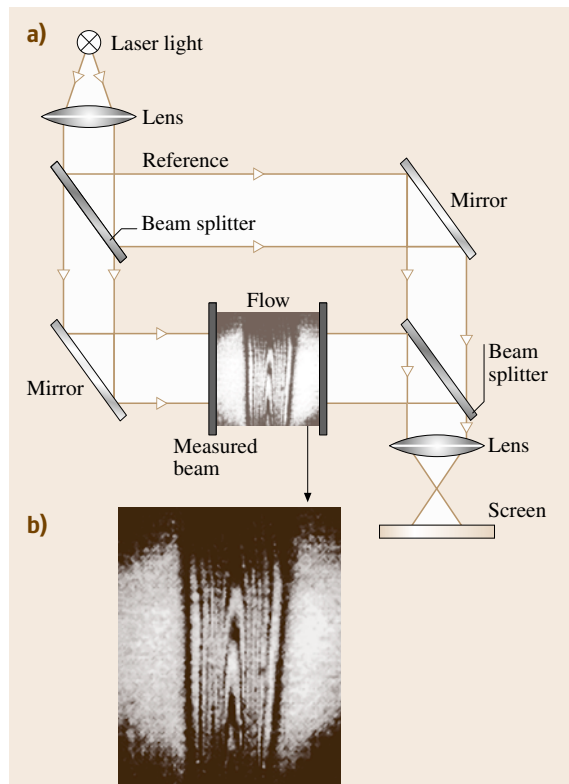 a)
Laser light
Lens
Reference
Mirror
Beam splitter
Flow
Mirror
Beam
splitter
Measured
beam
Lens
Screen
b)